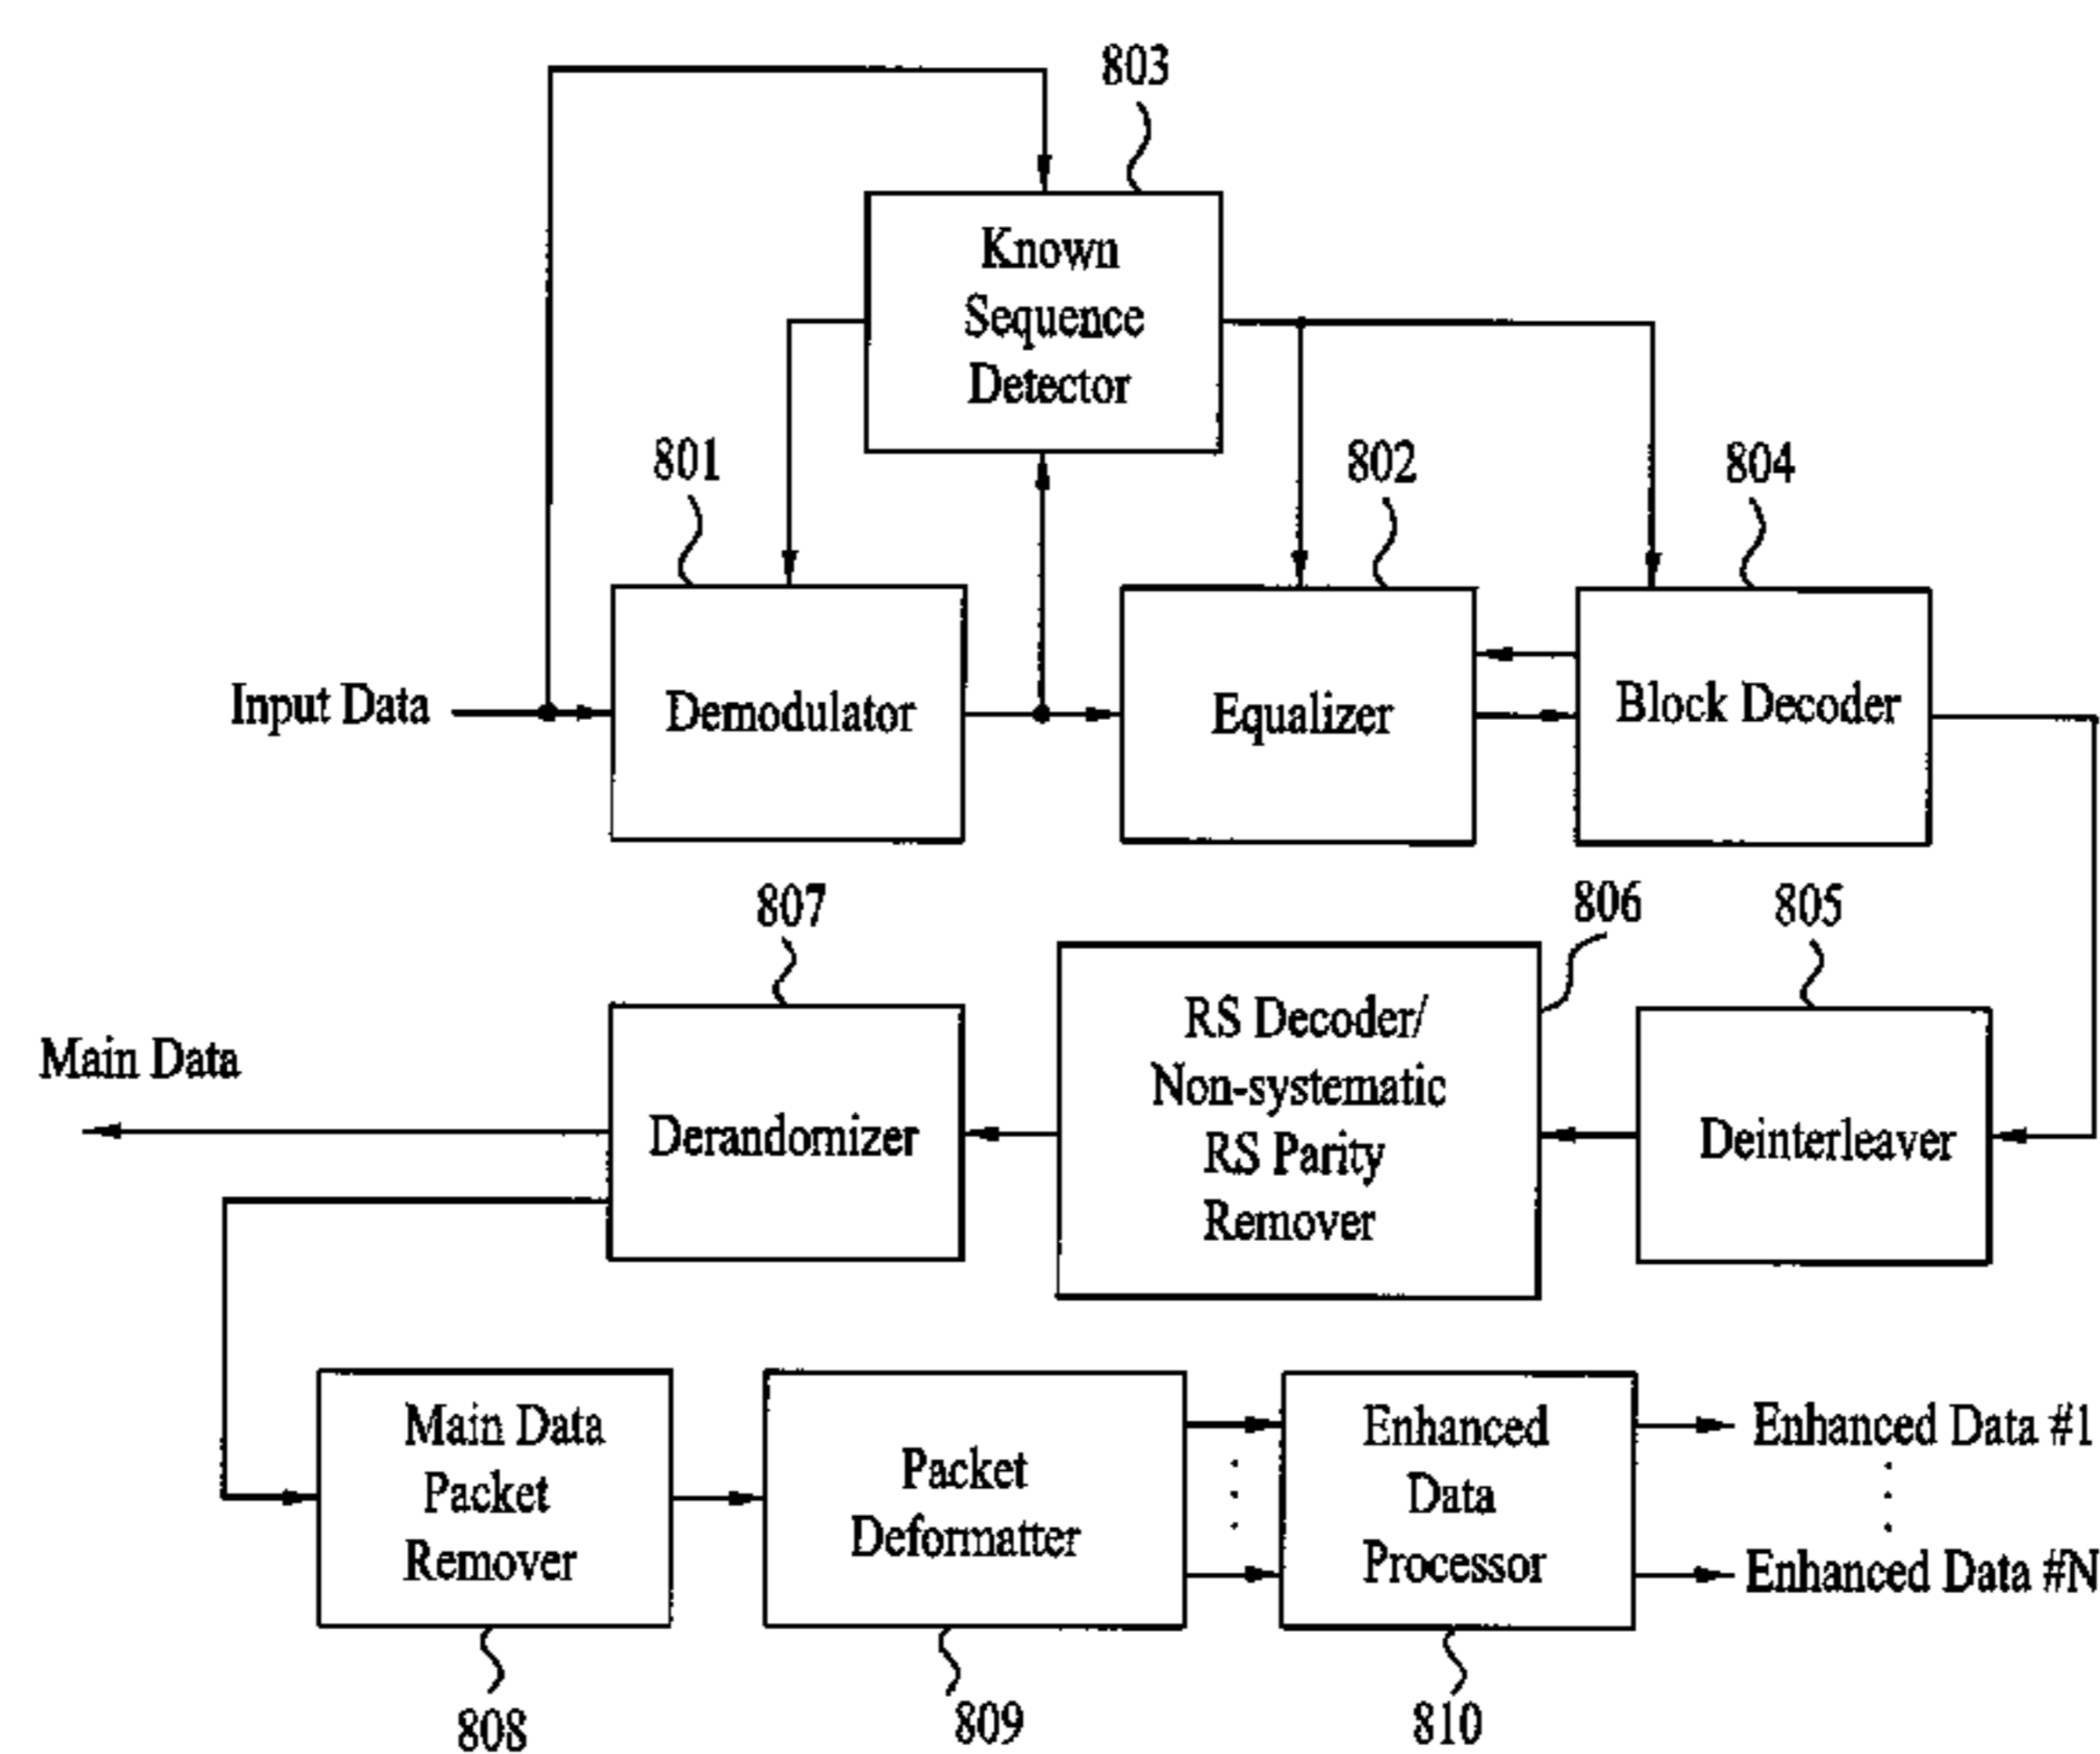 803
Known
Sequence
Detector
801
802
804
Input Data
Demodulator
Equalizer
Block Decoder
807
806
805
Main Data
Derandomizer
RS Decoder/
Non-systematic
RS Parity
Remover
Deinterleaver
Main Data
Packet
Remover
Packet
Deformatter
Enhanced
Data
Processor
Enhanced Data #1
Enhanced Data #N
808
809
810